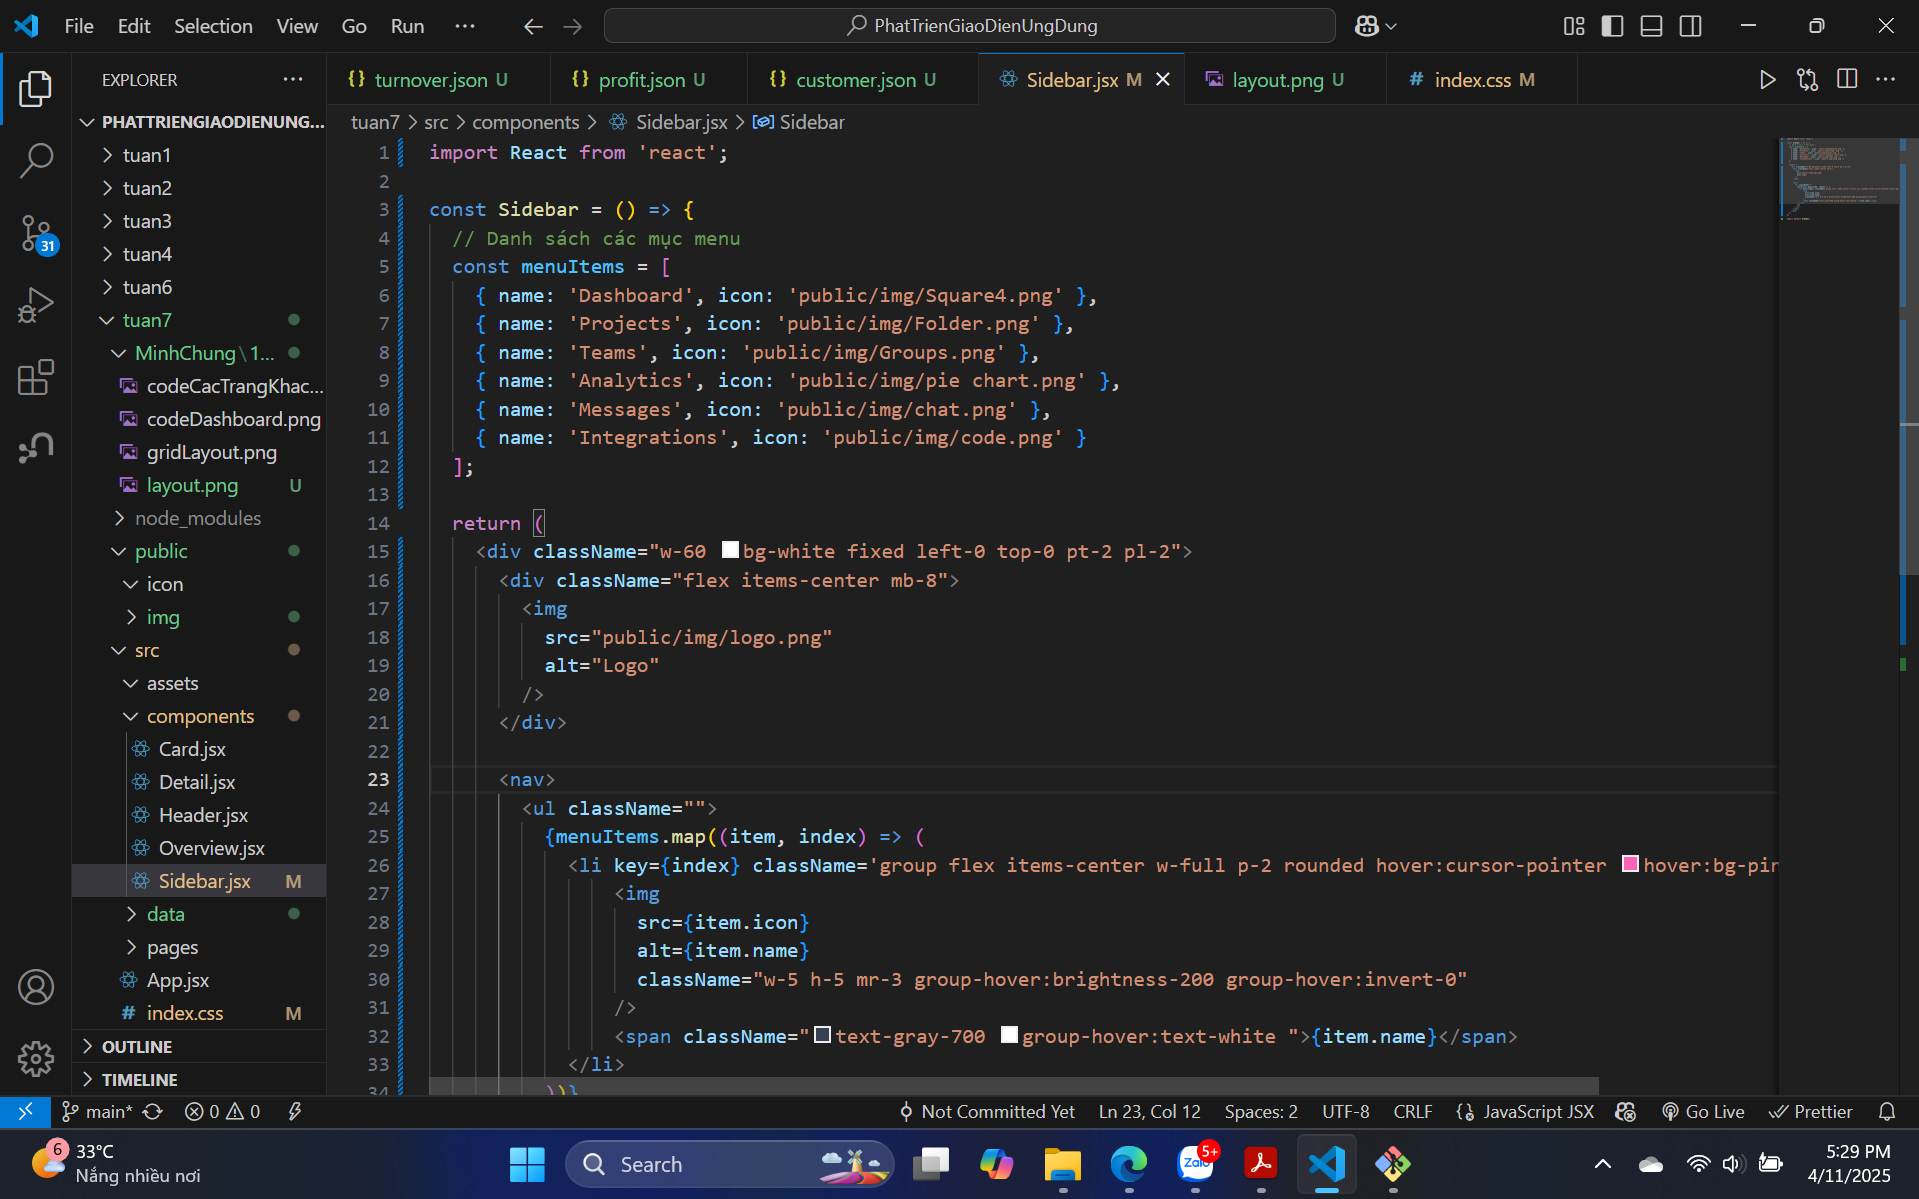 File Edit Selection View Go Run ···
PhatTrienGiaoDienUngDung
EXPLORER
PHATTRIENGIAODIENUNG...
tuan1
tuan2
tuan3
tuan4
tuan6
tuan7
MinhChung\1...
codeCacTrangKhac...
codeDashboard.png
gridLayout.png
layout.png U
node_modules
public
icon
img
src
assets
components
Card.jsx
Detail.jsx
Header.jsx
Overview.jsx
Sidebar.jsx M
data
pages
App.jsx
index.css M
OUTLINE
TIMELINE
31
{} turnover.json U
{} profit.json U
{} customer.json U
Sidebar.jsx M
layout.png U
# index.css M
tuan7 > src > components > Sidebar.jsx > Sidebar
1 import React from 'react';
2
3 const Sidebar = () => {
4 // Danh sách các mục menu
5 const menuItems = [
6 { name: 'Dashboard', icon: 'public/img/Square4.png' },
7 { name: 'Projects', icon: 'public/img/Folder.png' },
8 { name: 'Teams', icon: 'public/img/Groups.png' },
9 { name: 'Analytics', icon: 'public/img/pie chart.png' },
10 { name: 'Messages', icon: 'public/img/chat.png' },
11 { name: 'Integrations', icon: 'public/img/code.png' }
12 ];
13
14 return (
15 <div className="w-60 bg-white fixed left-0 top-0 pt-2 pl-2">
16 <div className="flex items-center mb-8">
17 <img
18 src="public/img/logo.png"
19 alt="Logo"
20 />
21 </div>
22
23 <nav>
24 <ul className="">
25 {menuItems.map((item, index) => (
26 <li key={index} className='group flex items-center w-full p-2 rounded hover:cursor-pointer hover:bg-pin
27 <img
28 src={item.icon}
29 alt={item.name}
30 className="w-5 h-5 mr-3 group-hover:brightness-200 group-hover:invert-0"
31 />
32 <span className="text-gray-700 group-hover:text-white ">{item.name}</span>
33 </li>
34 ))}
main* 0 0 Not Committed Yet Ln 23, Col 12 Spaces: 2 UTF-8 CRLF {} JavaScript JSX Go Live Prettier
6 33°C
Nắng nhiều nơi
Search
Zalo 5+
5:29 PM
4/11/2025